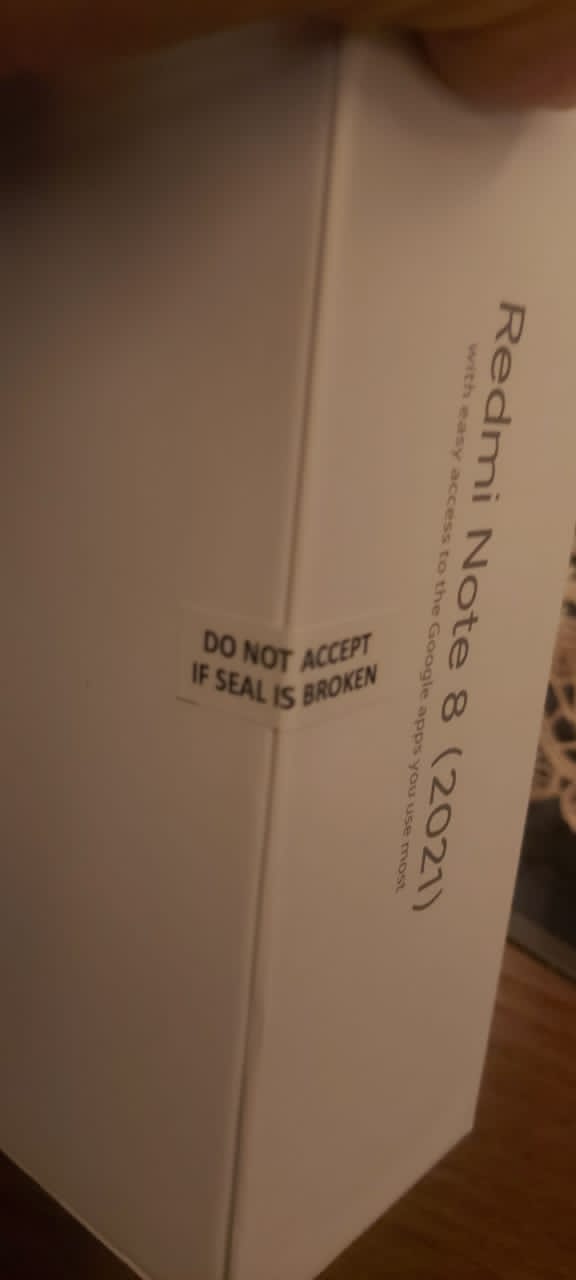 Redmi Note 8 (2021)
with easy access to the Google apps you use most
DO NOT ACCEPT
IF SEAL IS BROKEN